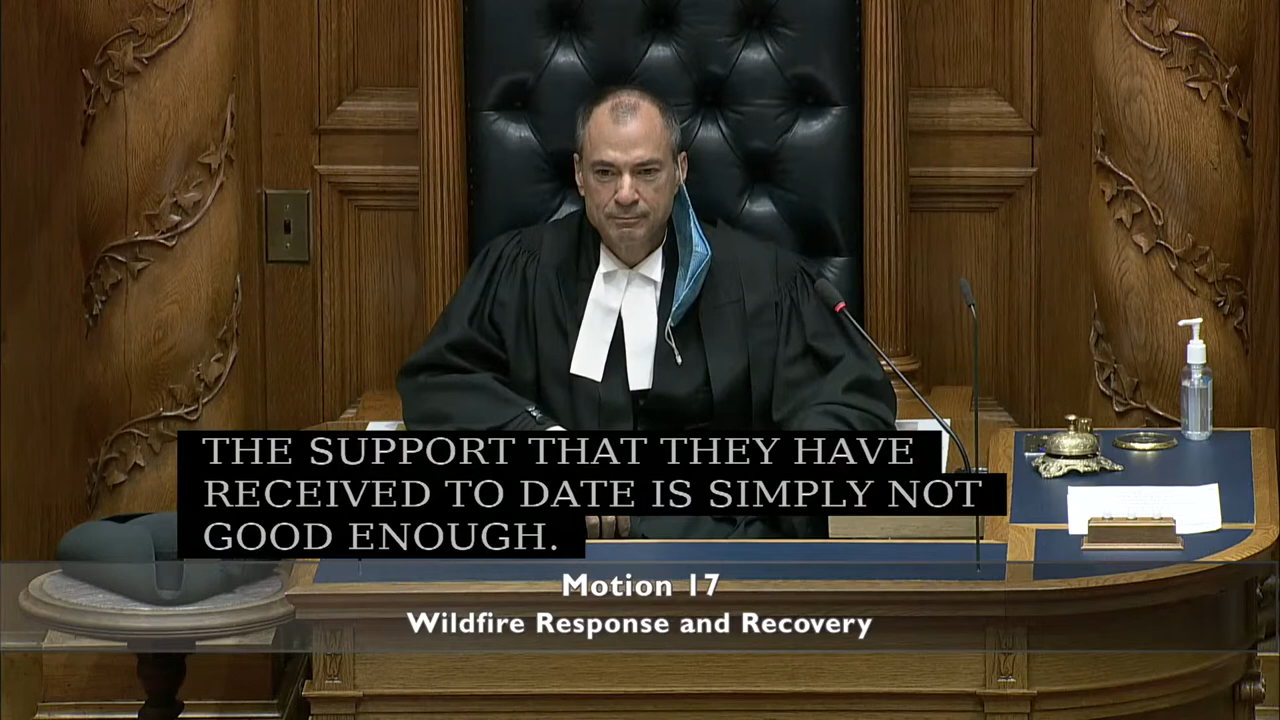 THE SUPPORT THAT THEY HAVE
RECEIVED TO DATE IS SIMPLY NOT
GOOD ENOUGH.
Motion 17
Wildfire Response and Recovery